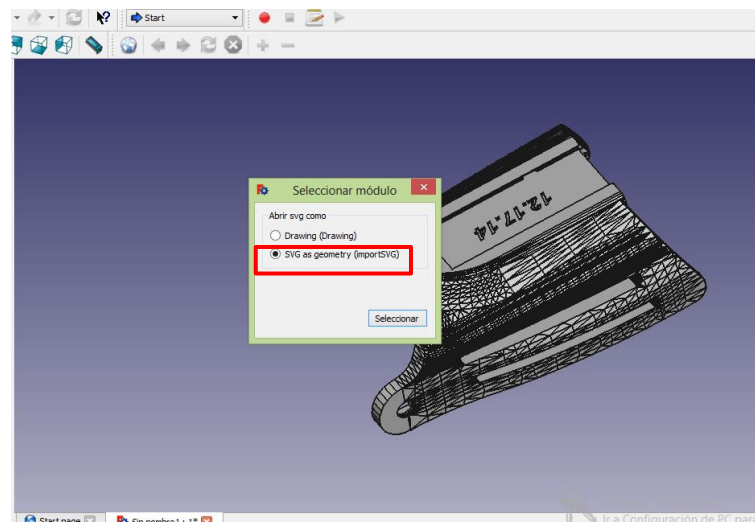 Start
Seleccionar módulo
Abrir svg como
Drawing (Drawing)
SVG as geometry (importSVG)
Seleccionar
12.17.14
Start page
Sin nombre1 : 1*
Ir a Configuración de PC para